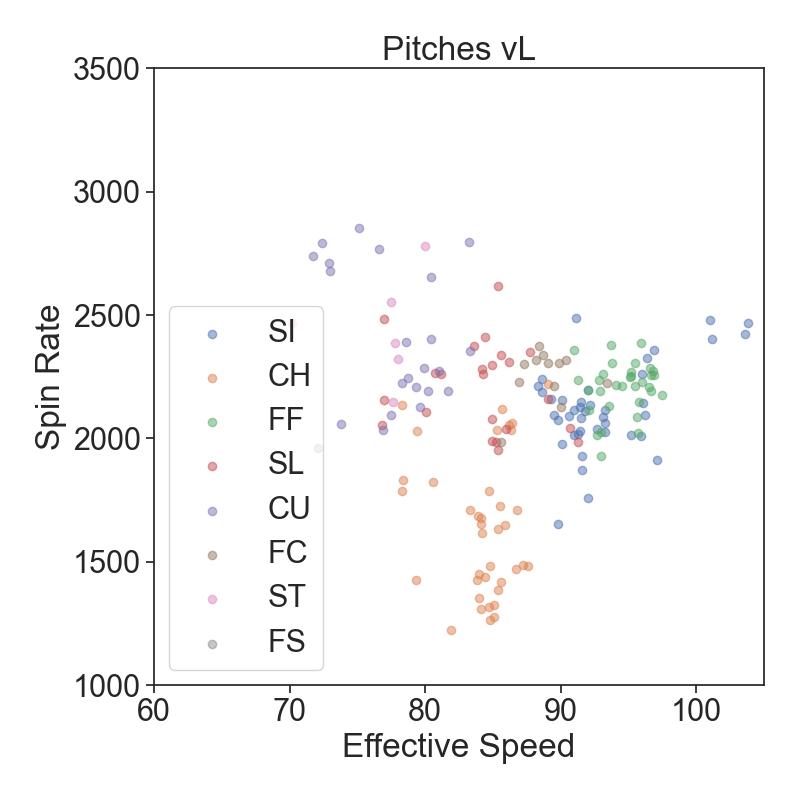 Pitches vL
3500
3000
2500
2000
1500
1000
Spin Rate
SI
CH
FF
SL
CU
FC
ST
FS
60 70 80 90 100
Effective Speed